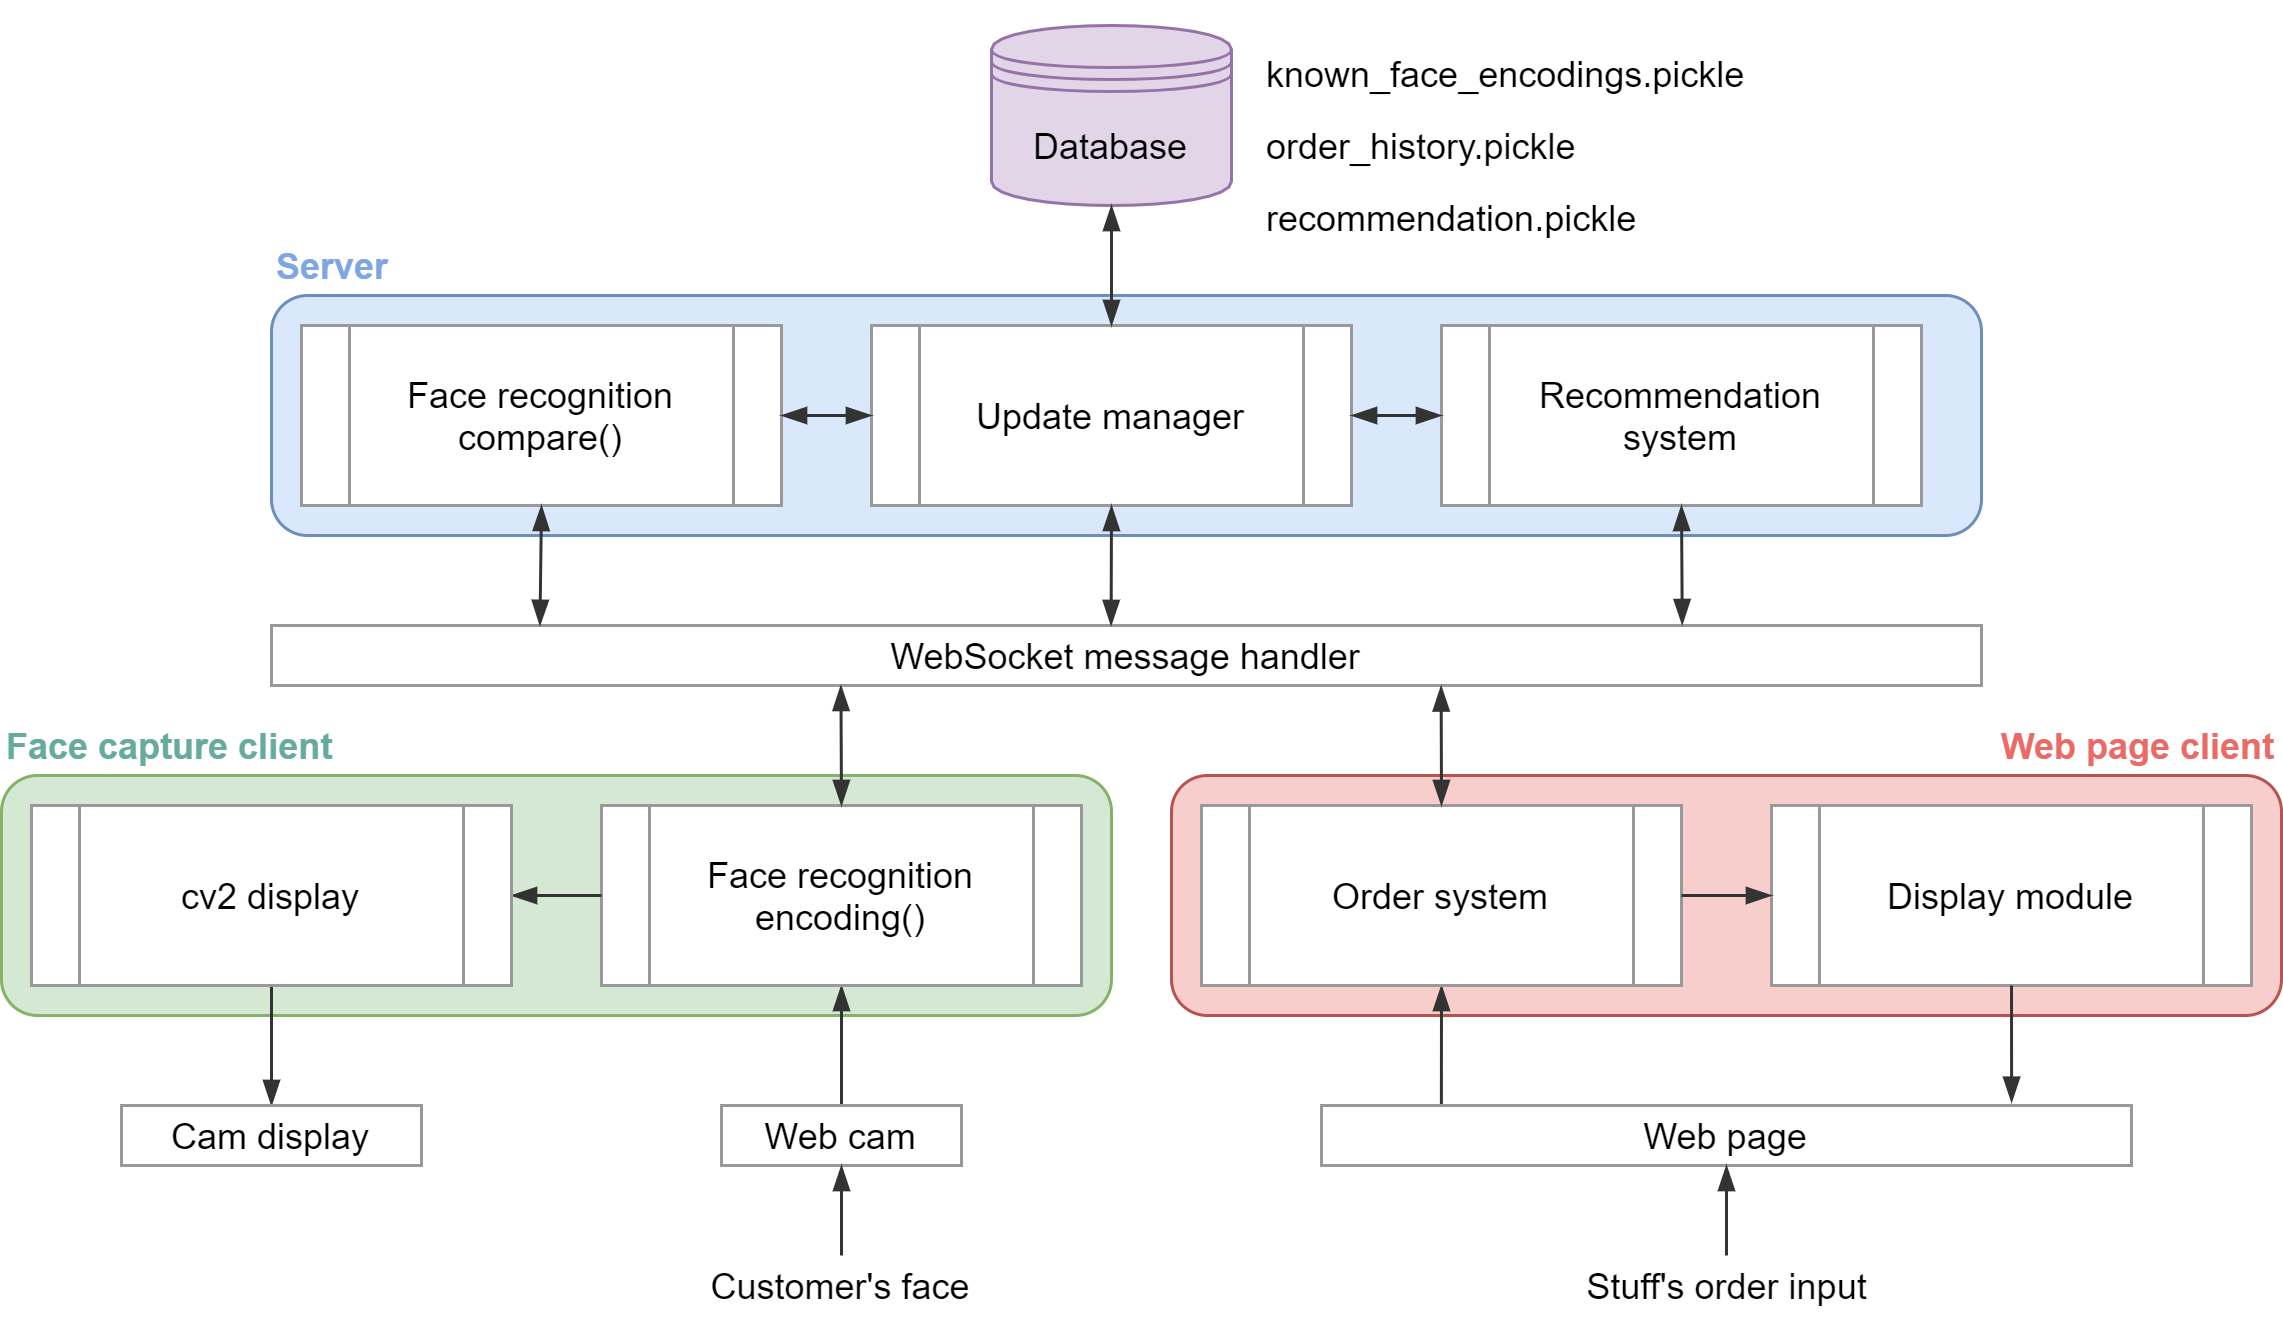 known_face_encodings.pickle
Database
order_history.pickle
recommendation.pickle
Server
Face recognition
compare()
Update manager
Recommendation
system
WebSocket message handler
Face capture client
Web page client
cv2 display
Face recognition
encoding()
Order system
Display module
Cam display
Web cam
Web page
Customer's face
Stuff's order input